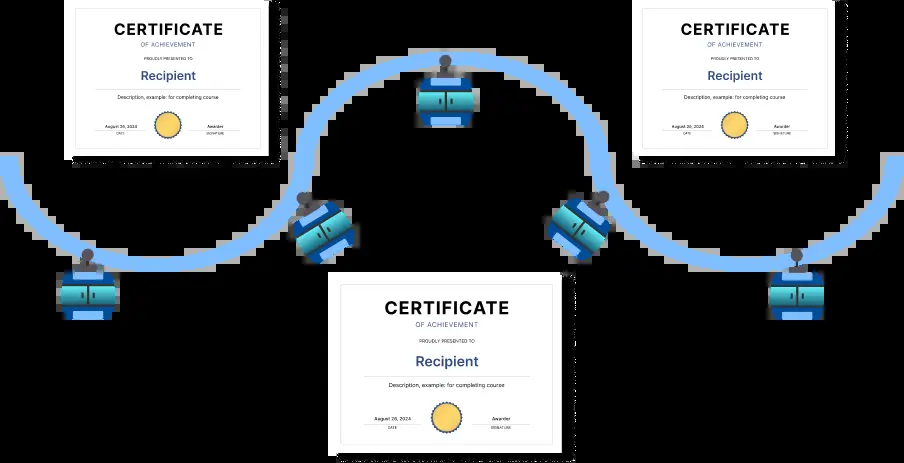 CERTIFICATE
OF ACHIEVEMENT
PROUDLY PRESENTED TO
Recipient
Description, example: for completing course
August 26, 2024
DATE
Awarder
SIGNATURE
CERTIFICATE
OF ACHIEVEMENT
PROUDLY PRESENTED TO
Recipient
Description, example: for completing course
August 26, 2024
DATE
Awarder
SIGNATURE
CERTIFICATE
OF ACHIEVEMENT
PROUDLY PRESENTED TO
Recipient
Description, example: for completing course
August 26, 2024
DATE
Awarder
SIGNATURE